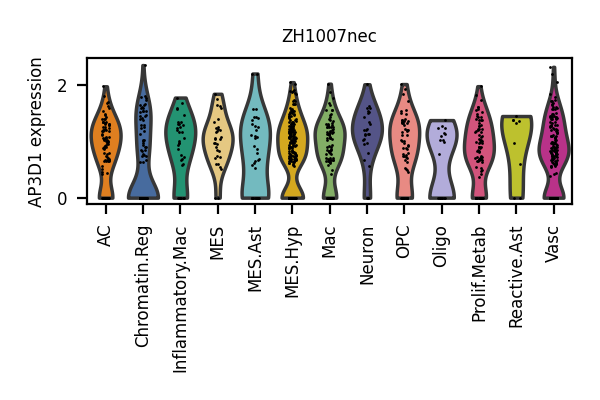 ZH1007nec
AP3D1 expression
2
0
AC
Chromatin.Reg
Inflammatory.Mac
MES
MES.Ast
MES.Hyp
Mac
Neuron
OPC
Oligo
Prolif.Metab
Reactive.Ast
Vasc